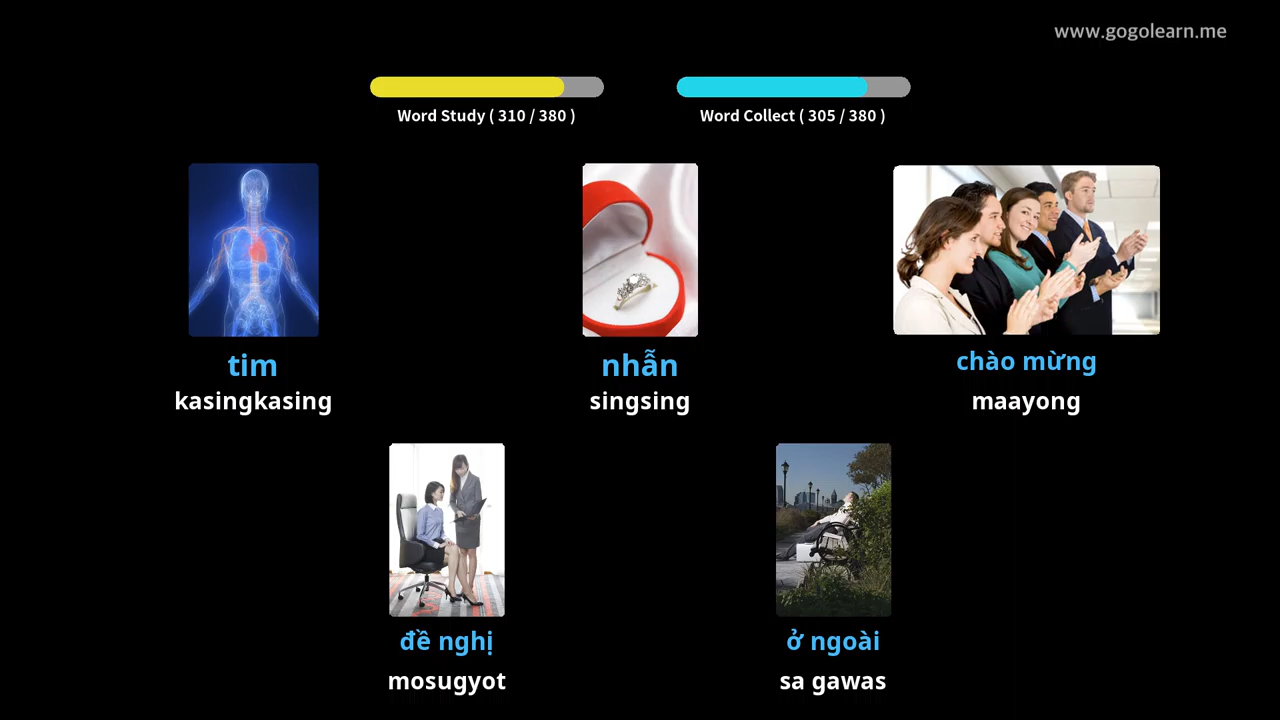 www.gogolearn.me
Word Study ( 310 / 380 )
Word Collect ( 305 / 380 )
tim
kasingkasing
nhẫn
singsing
chào mừng
maayong
đề nghị
mosugyot
ở ngoài
sa gawas